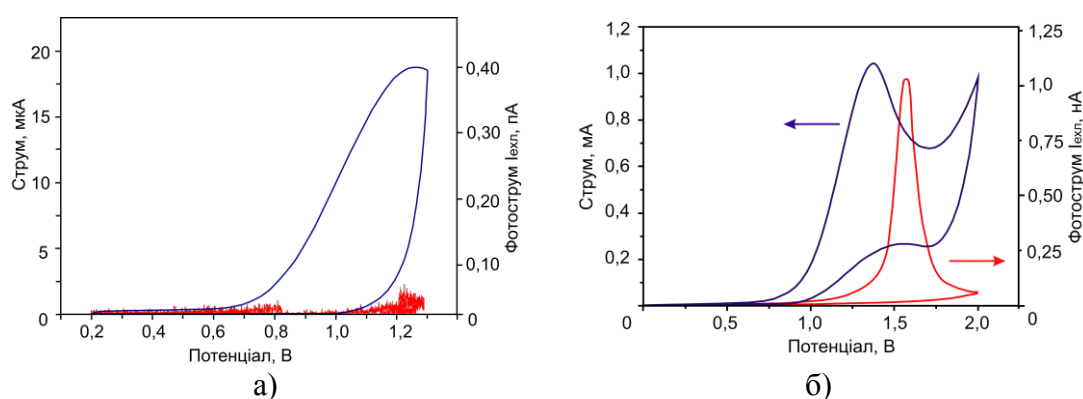 20
15
10
5
0
Струм, мкА
0,40
0,30
0,20
0,10
0
Фотострум Iехл, пА
0,2 0,4 0,6 0,8 1,0 1,2
Потенціал, В
а)
1,2
1,0
0,8
0,6
0,4
0,2
Струм, мА
1,25
1,0
0,75
0,50
0,25
0
Фотострум Iехл, нА
0 0,5 1,0 1,5 2,0
Потенціал, В
б)